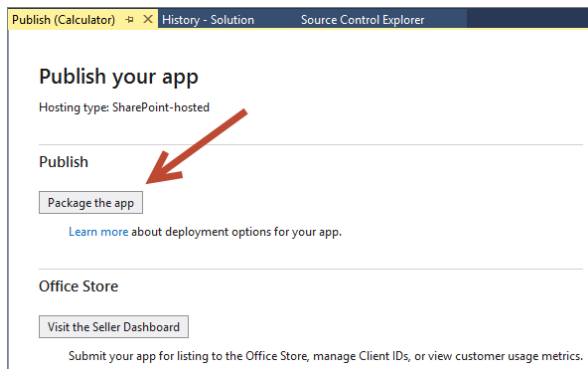 Publish (Calculator) History - Solution Source Control Explorer
Publish your app
Hosting type: SharePoint-hosted
Publish
Package the app
Learn more about deployment options for your app.
Office Store
Visit the Seller Dashboard
Submit your app for listing to the Office Store, manage Client IDs, or view customer usage metrics.